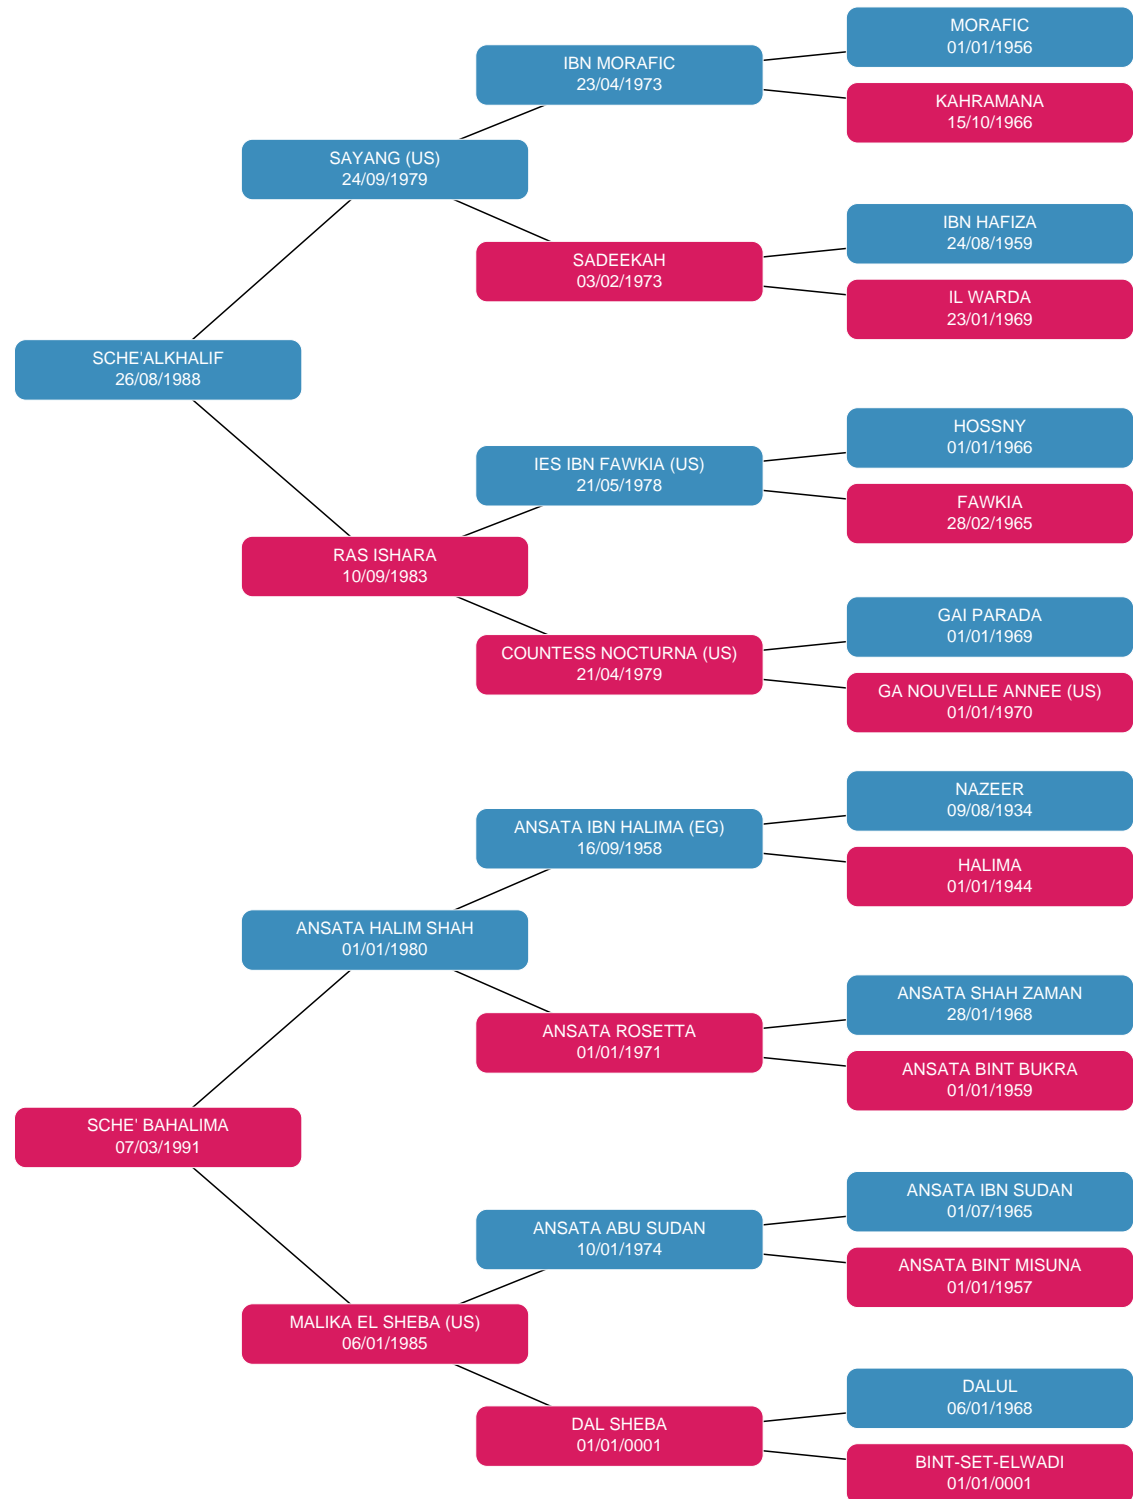 MORAFIC
01/01/1956
IBN MORAFIC
23/04/1973
KAHRAMANA
15/10/1966
SAYANG (US)
24/09/1979
IBN HAFIZA
24/08/1959
SADEEKAH
03/02/1973
IL WARDA
23/01/1969
SCHE'ALKHALIF
26/08/1988
HOSSNY
01/01/1966
IES IBN FAWKIA (US)
21/05/1978
FAWKIA
28/02/1965
RAS ISHARA
10/09/1983
GAI PARADA
01/01/1969
COUNTESS NOCTURNA (US)
21/04/1979
GA NOUVELLE ANNEE (US)
01/01/1970
NAZEER
09/08/1934
ANSATA IBN HALIMA (EG)
16/09/1958
HALIMA
01/01/1944
ANSATA HALIM SHAH
01/01/1980
ANSATA SHAH ZAMAN
28/01/1968
ANSATA ROSETTA
01/01/1971
ANSATA BINT BUKRA
01/01/1959
SCHE' BAHALIMA
07/03/1991
ANSATA IBN SUDAN
01/07/1965
ANSATA ABU SUDAN
10/01/1974
ANSATA BINT MISUNA
01/01/1957
MALIKA EL SHEBA (US)
06/01/1985
DALUL
06/01/1968
DAL SHEBA
01/01/0001
BINT-SET-ELWADI
01/01/0001